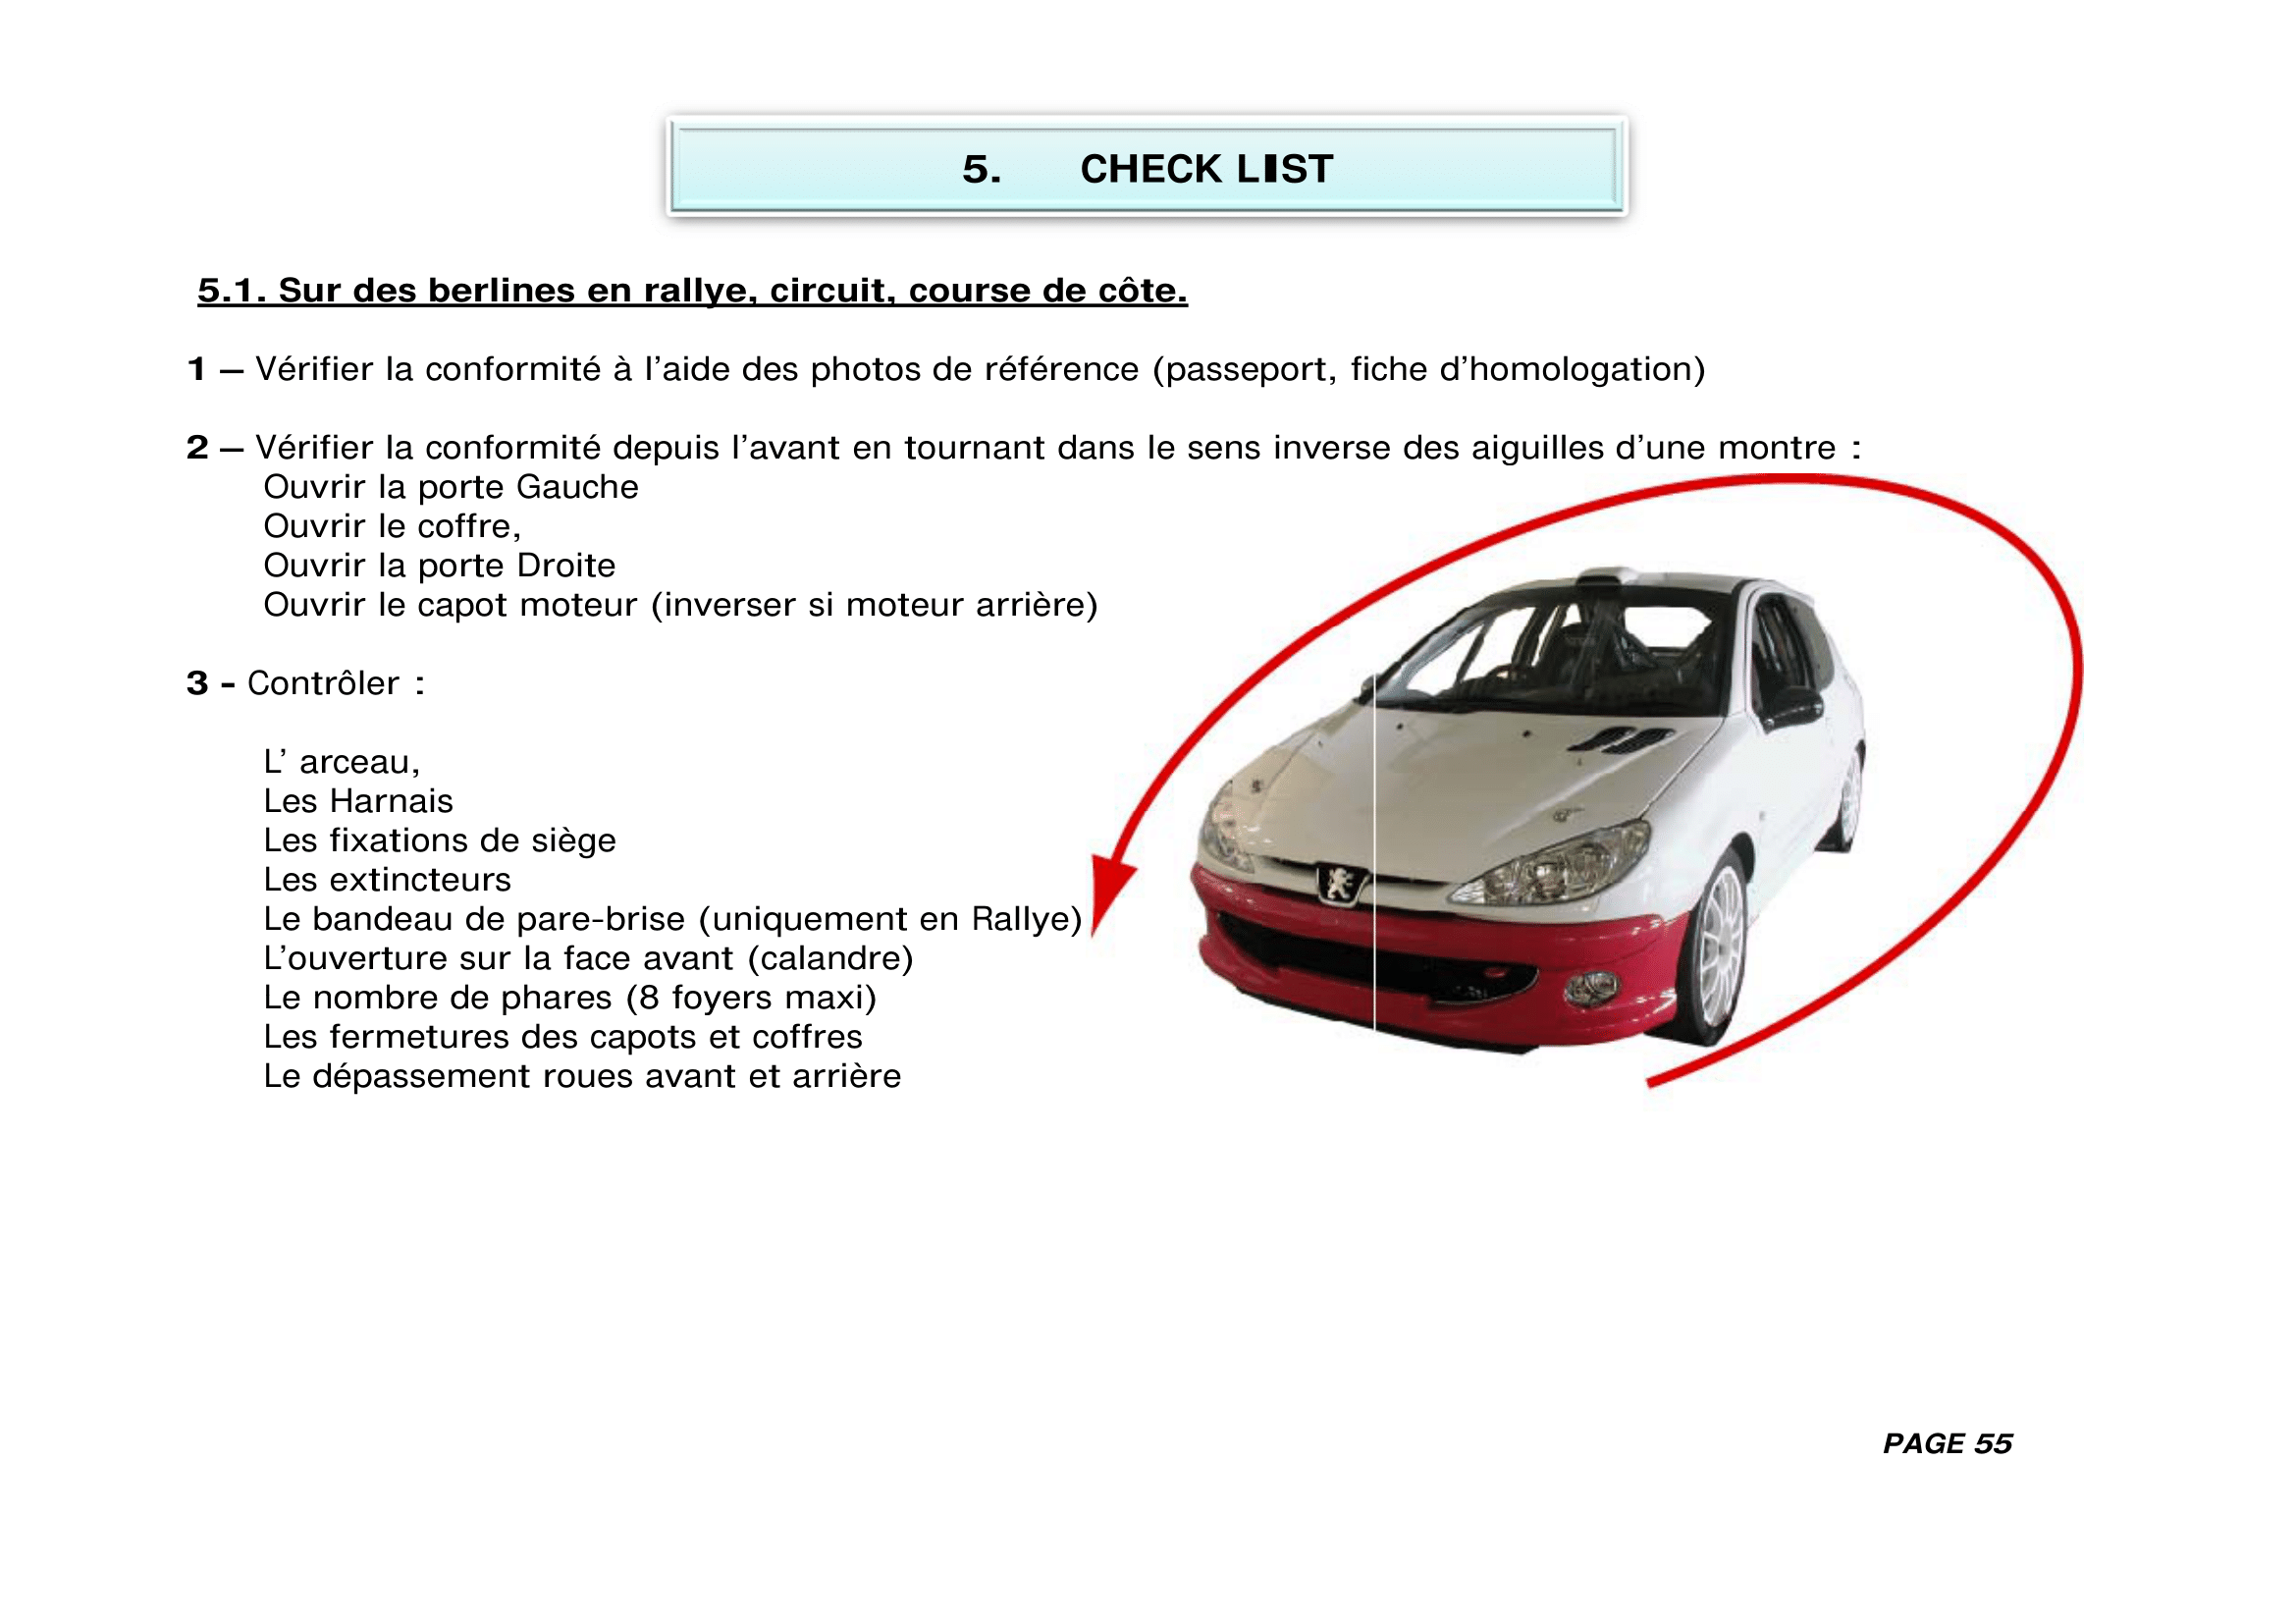 5. CHECK LIST
5.1. Sur des berlines en rallye, circuit, course de côte.
1 – Vérifier la conformité à l’aide des photos de référence (passeport, fiche d’homologation)
2 – Vérifier la conformité depuis l’avant en tournant dans le sens inverse des aiguilles d’une montre :
Ouvrir la porte Gauche
Ouvrir le coffre,
Ouvrir la porte Droite
Ouvrir le capot moteur (inverser si moteur arrière)
3 - Contrôler :
L’ arceau,
Les Harnais
Les fixations de siège
Les extincteurs
Le bandeau de pare-brise (uniquement en Rallye)
L’ouverture sur la face avant (calandre)
Le nombre de phares (8 foyers maxi)
Les fermetures des capots et coffres
Le dépassement roues avant et arrière
PAGE 55